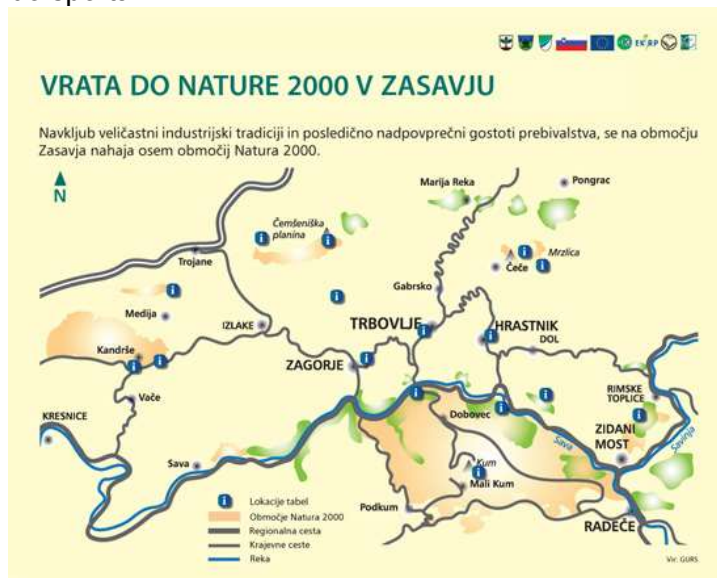 EKSRP
VRATA DO NATURE 2000 V ZASAVJU
Navkljub veličastni industrijski tradiciji in posledično nadpovprečni gostoti prebivalstva, se na območju
Zasavja nahaja osem območij Natura 2000.
N
Marija Reka
Pongrac
Čemšeniška
planina
Trojane
Mrzlica
Čeče
Gabrsko
Medija
IZLAKE
TRBOVLJE
HRASTNIK
DOL
Kandrše
ZAGORJE
Vače
RIMSKE
TOPLICE
KRESNICE
Dobovec
ZIDANI
MOST
Sava
Savinja
Sava
Kum
Mali Kum
Podkum
RADEČE
Lokacije tabel
Območje Natura 2000
Regionalna cesta
Krajevne ceste
Reka
Vir: GURS